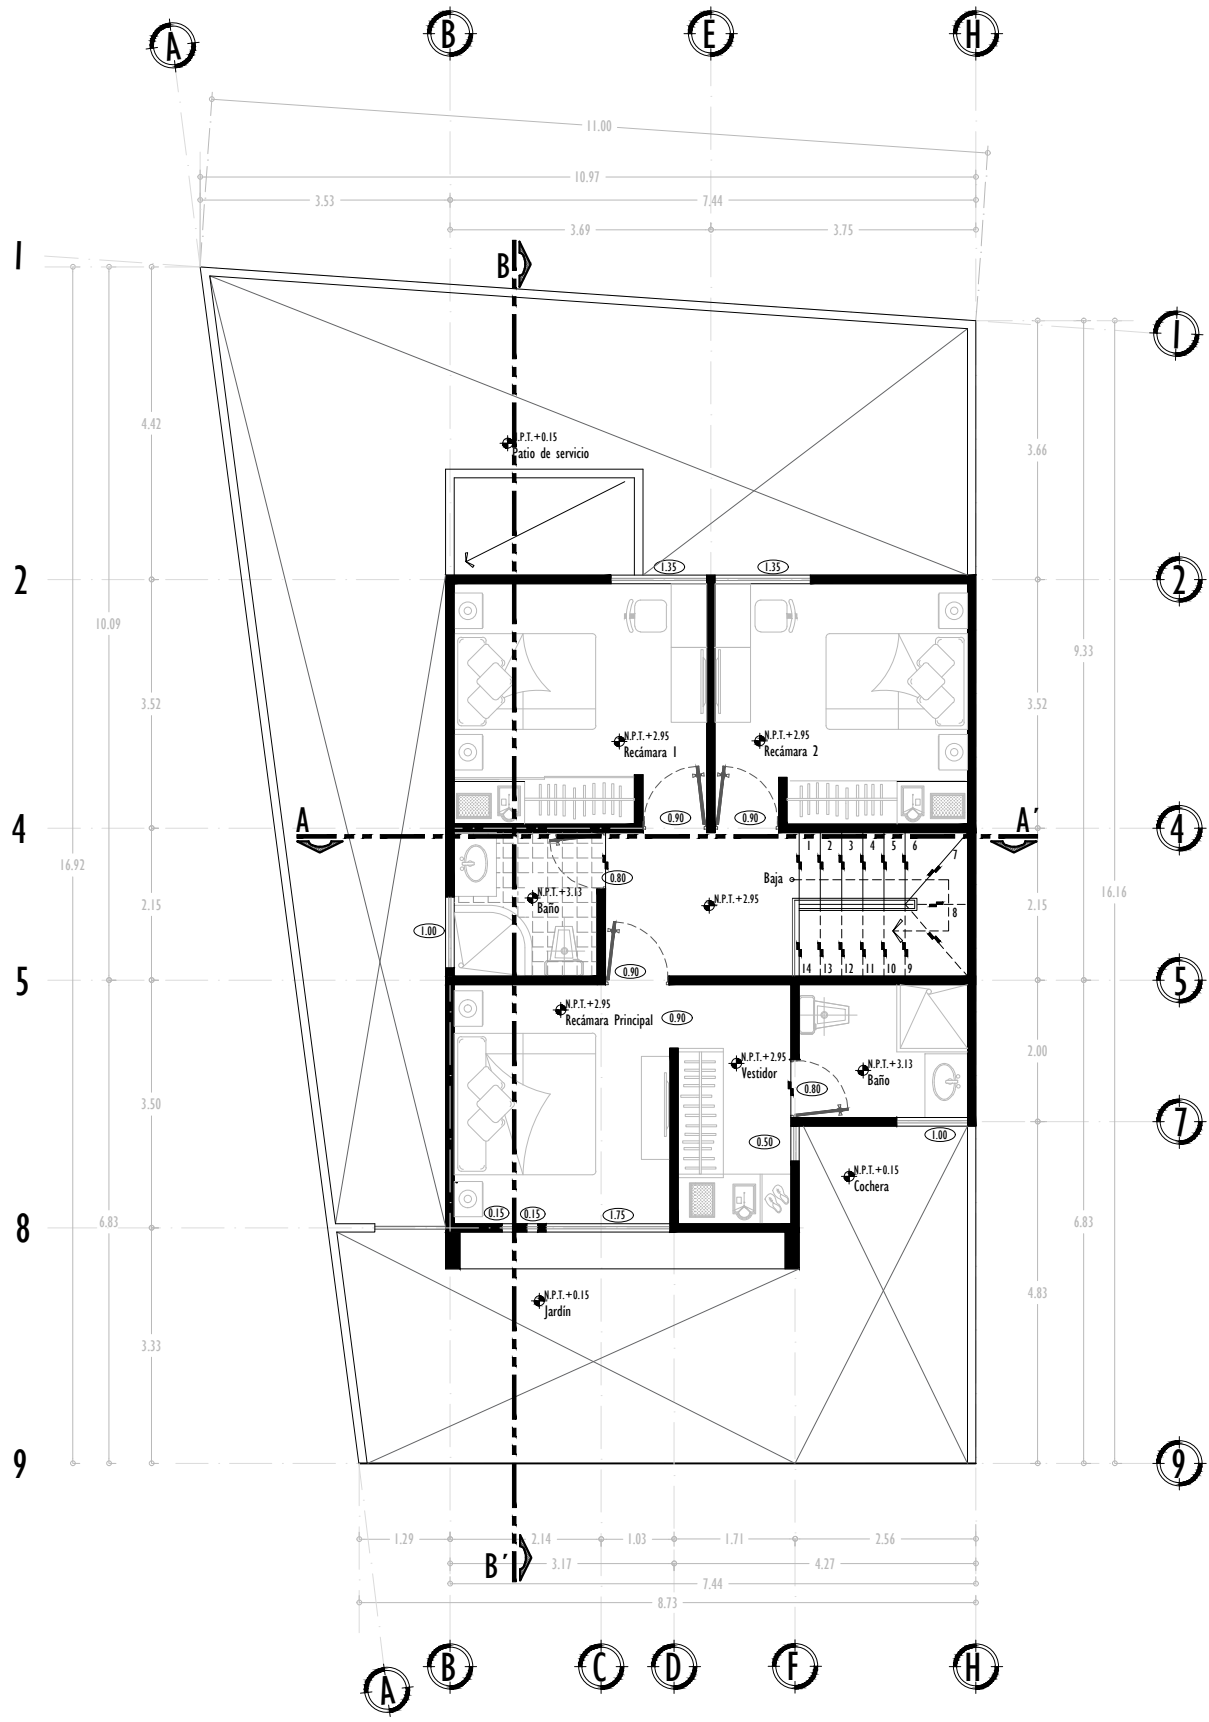 A
B
E
H
11.00
10.97
3.53
7.44
3.69
3.75
1
B
1
4.42
3.66
N.P.T.+0.15
Patio de servicio
2
1.35
1.35
2
10.09
9.33
3.52
3.52
N.P.T.+2.95
Recámara 1
N.P.T.+2.95
Recámara 2
0.90
0.90
4
A
A´
4
16.92
16.16
1 2 3 4 5 6
7
0.80
Baja
N.P.T.+3.13
Baño
N.P.T.+2.95
2.15
2.15
8
1.00
0.90
14 13 12 11 10 9
5
5
N.P.T.+2.95
Recámara Principal
0.90
2.00
N.P.T.+2.95
Vestidor
N.P.T.+3.13
Baño
0.80
3.50
7
0.50
1.00
N.P.T.+0.15
Cochera
6.83
6.83
0.15
0.15
1.75
8
N.P.T.+0.15
Jardín
4.83
3.33
9
9
1.29
2.14
1.03
1.71
2.56
B´
3.17
4.27
7.44
8.73
A
B
C
D
F
H